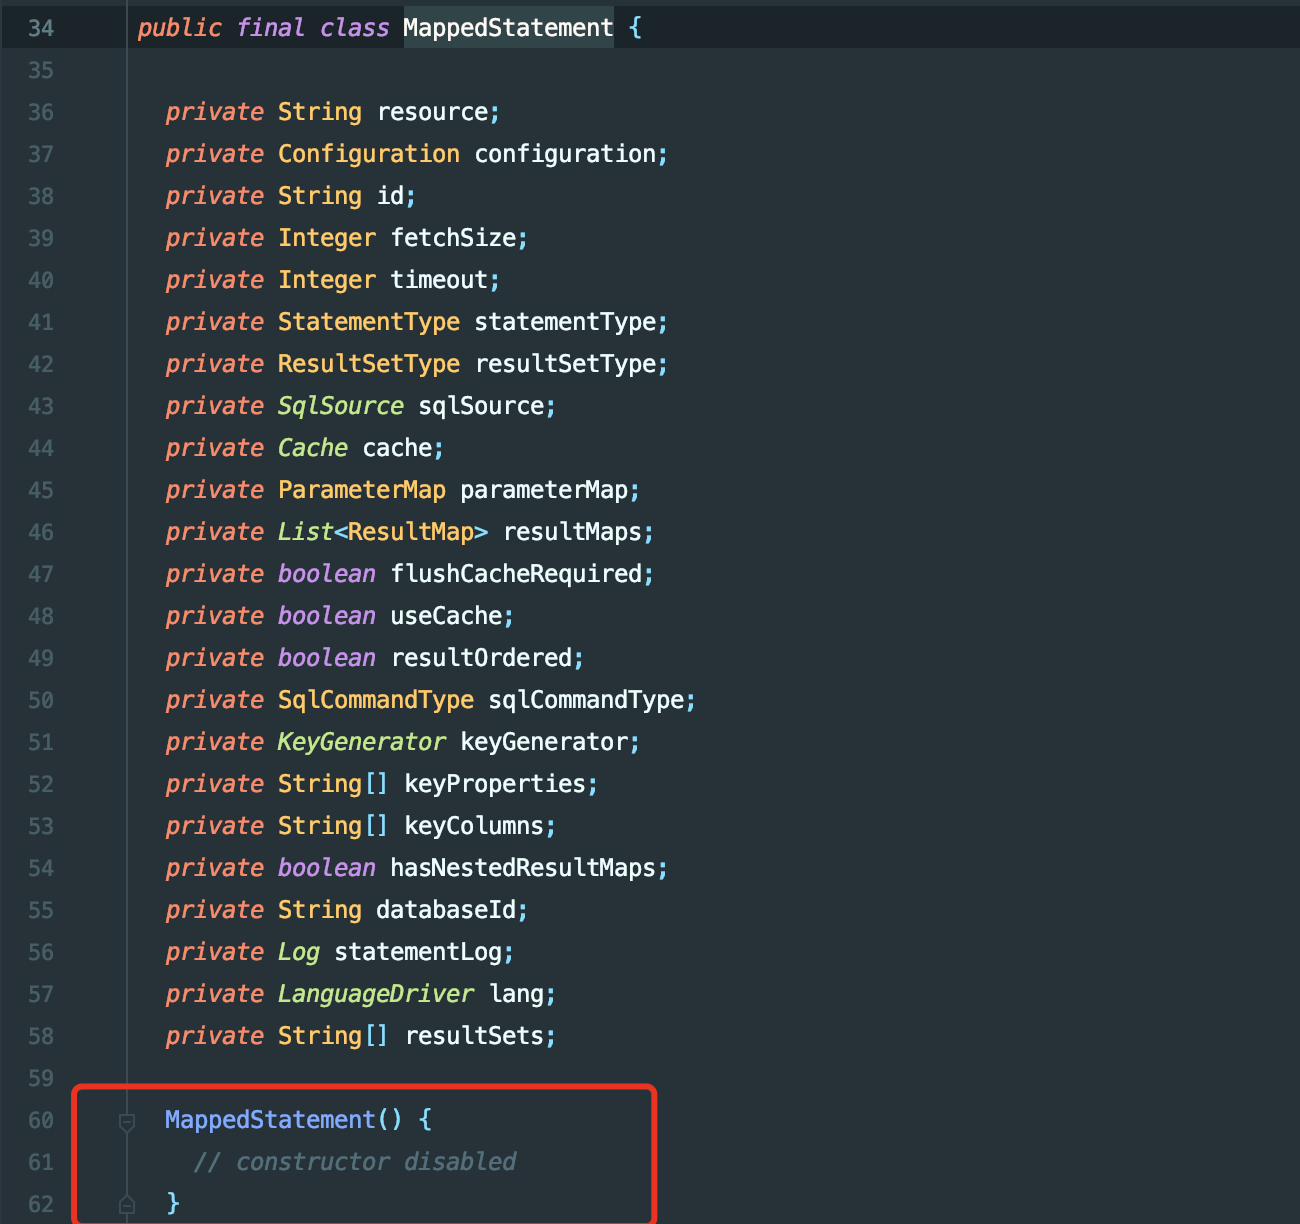 34 public final class MappedStatement {
35
36 private String resource;
37 private Configuration configuration;
38 private String id;
39 private Integer fetchSize;
40 private Integer timeout;
41 private StatementType statementType;
42 private ResultSetType resultSetType;
43 private SqlSource sqlSource;
44 private Cache cache;
45 private ParameterMap parameterMap;
46 private List<ResultMap> resultMaps;
47 private boolean flushCacheRequired;
48 private boolean useCache;
49 private boolean resultOrdered;
50 private SqlCommandType sqlCommandType;
51 private KeyGenerator keyGenerator;
52 private String[] keyProperties;
53 private String[] keyColumns;
54 private boolean hasNestedResultMaps;
55 private String databaseId;
56 private Log statementLog;
57 private LanguageDriver lang;
58 private String[] resultSets;
59
60 MappedStatement() {
61 // constructor disabled
62 }